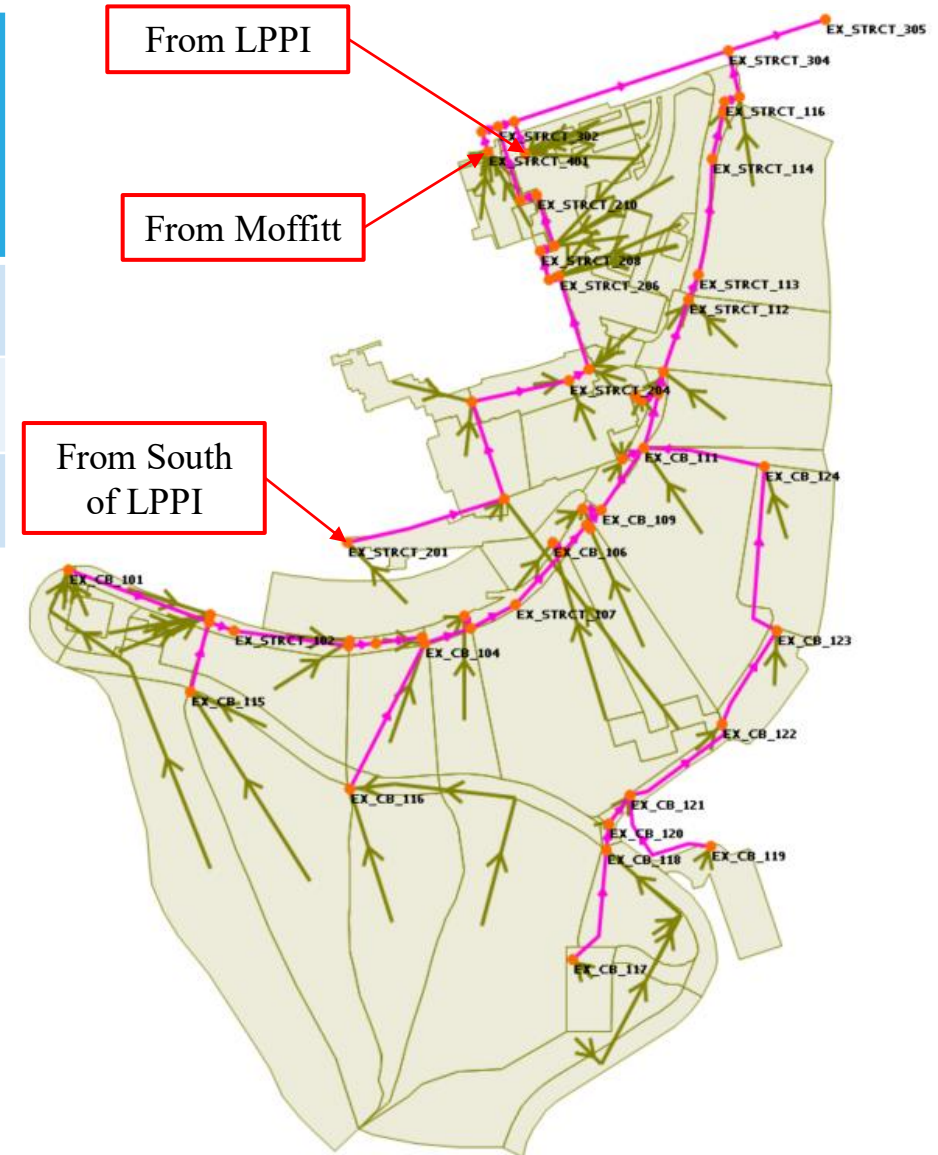 From LPPI
EX_STRCT_305
EX_STRCT_304
EX_STRCT_116
EX_STRCT_302
EX_STRCT_401
EX_STRCT_114
From Moffitt
EX_STRCT_210
EX_STRCT_208
EX_STRCT_206
EX_STRCT_113
EX_STRCT_112
EX_STRCT_204
From South
of LPPI
EX_CB_111
EX_CB_124
EX_CB_109
EX_STRCT_201
EX_CB_106
EX_CB_101
EX_STRCT_107
EX_STRCT_102
EX_CB_104
EX_CB_123
EX_CB_115
EX_CB_122
EX_CB_116
EX_CB_121
EX_CB_120
EX_CB_118
EX_CB_119
EX_CB_117